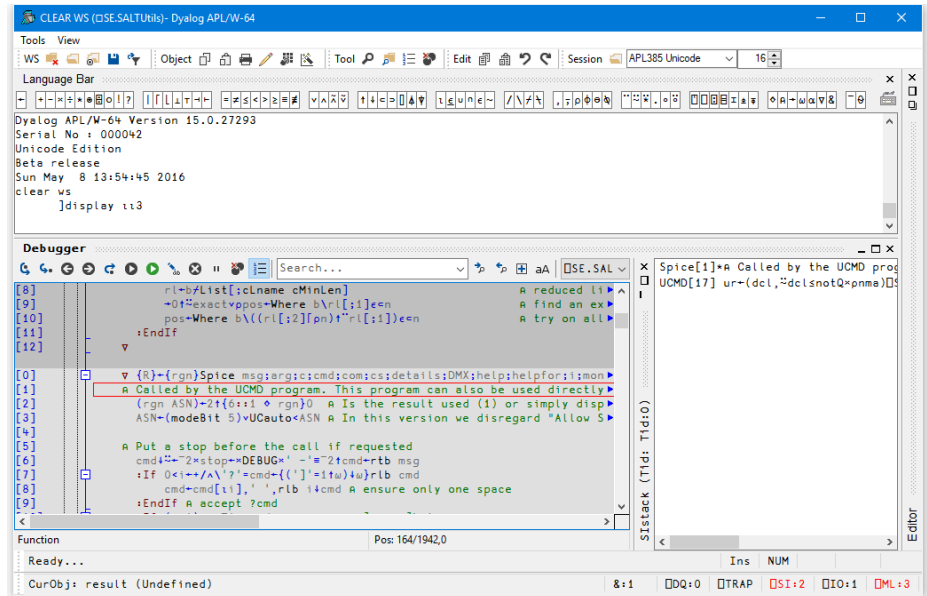 CLEAR WS (⎕SE.SALTUtils)- Dyalog APL/W-64
Tools View
WS Object Tool Edit Session APL385 Unicode 16
Language Bar
← +-×÷*⍟⌹○!? |⌈⌊⊥⊤⊣⊢ =≠≤<>≥≡≢ ∨∧⍲⍱ ↑↓⊂⊃⌷⍋⍒ ⍳⍷∪∩∊~ /\⌿⍀ ,⍪⍴⌽⊖⍉ ¨⍨⍣.∘⍤ ⍞⎕⍠⌸⍎⍕ ⋄⍝→⍵⍺∇& ¯⍬
Dyalog APL/W-64 Version 15.0.27293
Serial No : 000042
Unicode Edition
Beta release
Sun May  8 13:54:45 2016
clear ws
      ]display ⍳⍳3
Debugger
Search... aA ⎕SE.SAL
[8] rl←b⌿List[;cLname cMinLen] ⍝ reduced li
[9] →0↑⍨exact∨ppos←Where b\rl[;1]∊⊂n ⍝ find an ex
[10] pos←Where b\((rl[;2]⌈⍴n)↑¨rl[;1])∊⊂n ⍝ try on all
[11] :EndIf
[12] ∇
[0] ∇ {R}←{rgn}Spice msg;arg;c;cmd;com;cs;details;DMX;help;helpfor;i;mon
[1] ⍝ Called by the UCMD program. This program can also be used directly
[2] (rgn ASN)←2↑{6::1 ⋄ rgn}0 ⍝ Is the result used (1) or simply disp
[3] ASN←(modeBit 5)∨UCauto<ASN ⍝ In this version we disregard "Allow S
[4]
[5] ⍝ Put a stop before the call if requested
[6] cmd↓⍨←¯2×stop←×DEBUG×' -'≡¯2↑cmd←rtb msg
[7] :If 0<i←+/∧\'?'=cmd←{(']'=1↑⍵)↓⍵}rlb cmd
[8] cmd←cmd[⍳i],' ',rlb i↓cmd ⍝ ensure only one space
[9] :EndIf ⍝ accept ?cmd
Spice[1]*⍝ Called by the UCMD prog
UCMD[17] ur←(dcl,⍨dcl≤notQ×⍴nma)⎕S
SIstack (Tid: Tid:0)
Editor
Function Pos: 164/1942,0
Ready... Ins NUM
CurObj: result (Undefined) &:1 ⎕DQ:0 ⎕TRAP ⎕SI:2 ⎕IO:1 ⎕ML:3